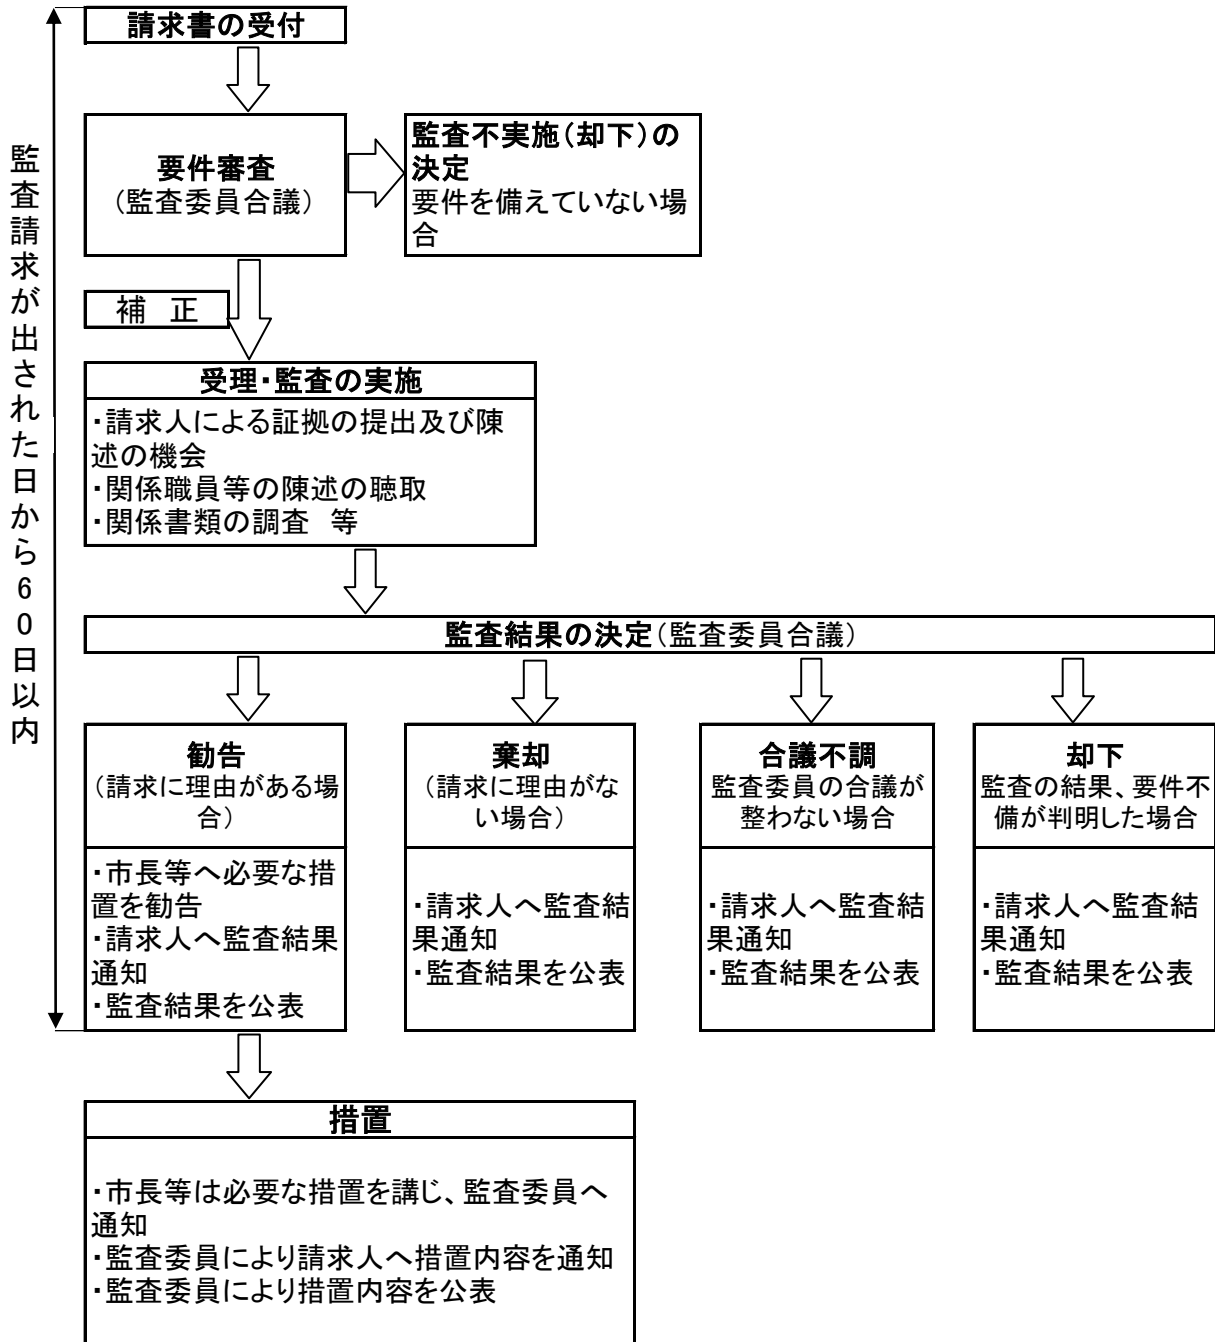 監査請求が出された日から60日以内
請求書の受付
要件審査
（監査委員合議）
監査不実施（却下）の
決定
要件を備えていない場
合
補　正
受理・監査の実施
・請求人による証拠の提出及び陳
述の機会
・関係職員等の陳述の聴取
・関係書類の調査　等
監査結果の決定（監査委員合議）
勧告
（請求に理由がある場
合）
・市長等へ必要な措
置を勧告
・請求人へ監査結果
通知
・監査結果を公表
棄却
（請求に理由がな
い場合）
・請求人へ監査結
果通知
・監査結果を公表
合議不調
監査委員の合議が
整わない場合
・請求人へ監査結
果通知
・監査結果を公表
却下
監査の結果、要件不
備が判明した場合
・請求人へ監査結
果通知
・監査結果を公表
措置
・市長等は必要な措置を講じ、監査委員へ
通知
・監査委員により請求人へ措置内容を通知
・監査委員により措置内容を公表